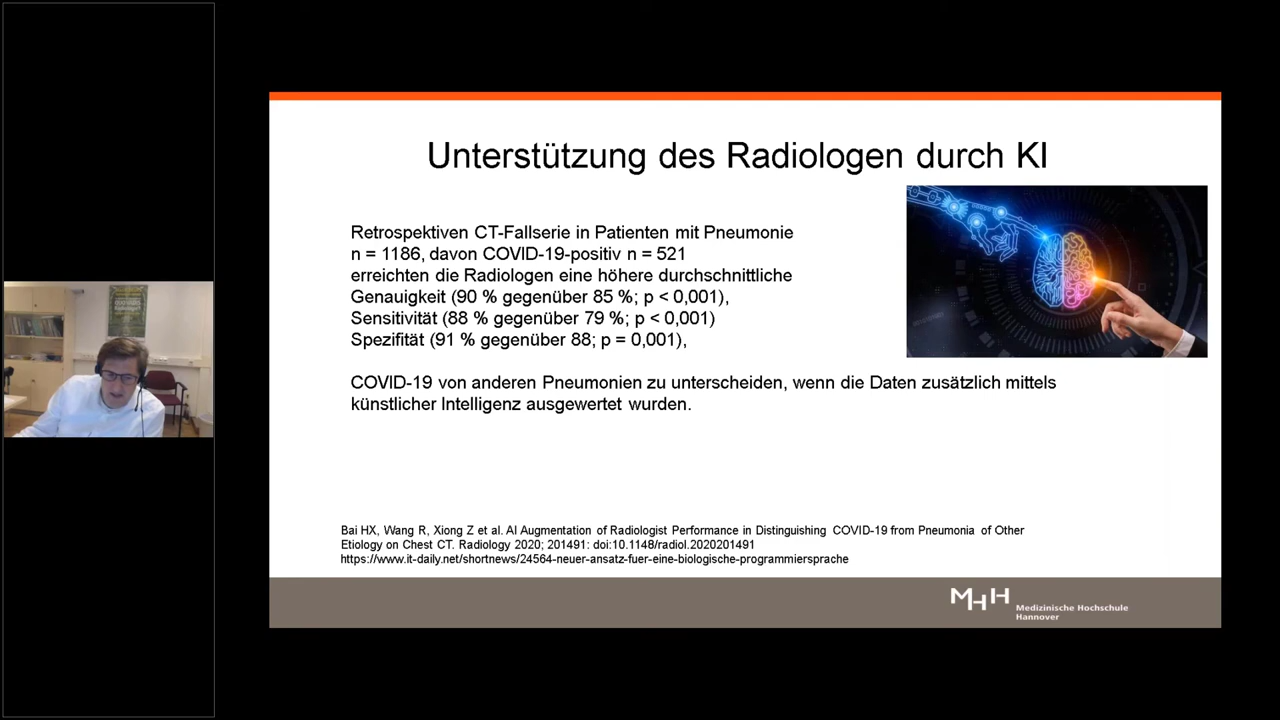 Unterstützung des Radiologen durch KI
Retrospektiven CT-Fallserie in Patienten mit Pneumonie
n = 1186, davon COVID-19-positiv n = 521
erreichten die Radiologen eine höhere durchschnittliche
Genauigkeit (90 % gegenüber 85 %; p < 0,001),
Sensitivität (88 % gegenüber 79 %; p < 0,001)
Spezifität (91 % gegenüber 88; p = 0,001),
COVID-19 von anderen Pneumonien zu unterscheiden, wenn die Daten zusätzlich mittels
künstlicher Intelligenz ausgewertet wurden.
Bai HX, Wang R, Xiong Z et al. AI Augmentation of Radiologist Performance in Distinguishing COVID-19 from Pneumonia of Other
Etiology on Chest CT. Radiology 2020; 201491: doi:10.1148/radiol.2020201491
https://www.it-daily.net/shortnews/24564-neuer-ansatz-fuer-eine-biologische-programmiersprache
MHH
Medizinische Hochschule
Hannover